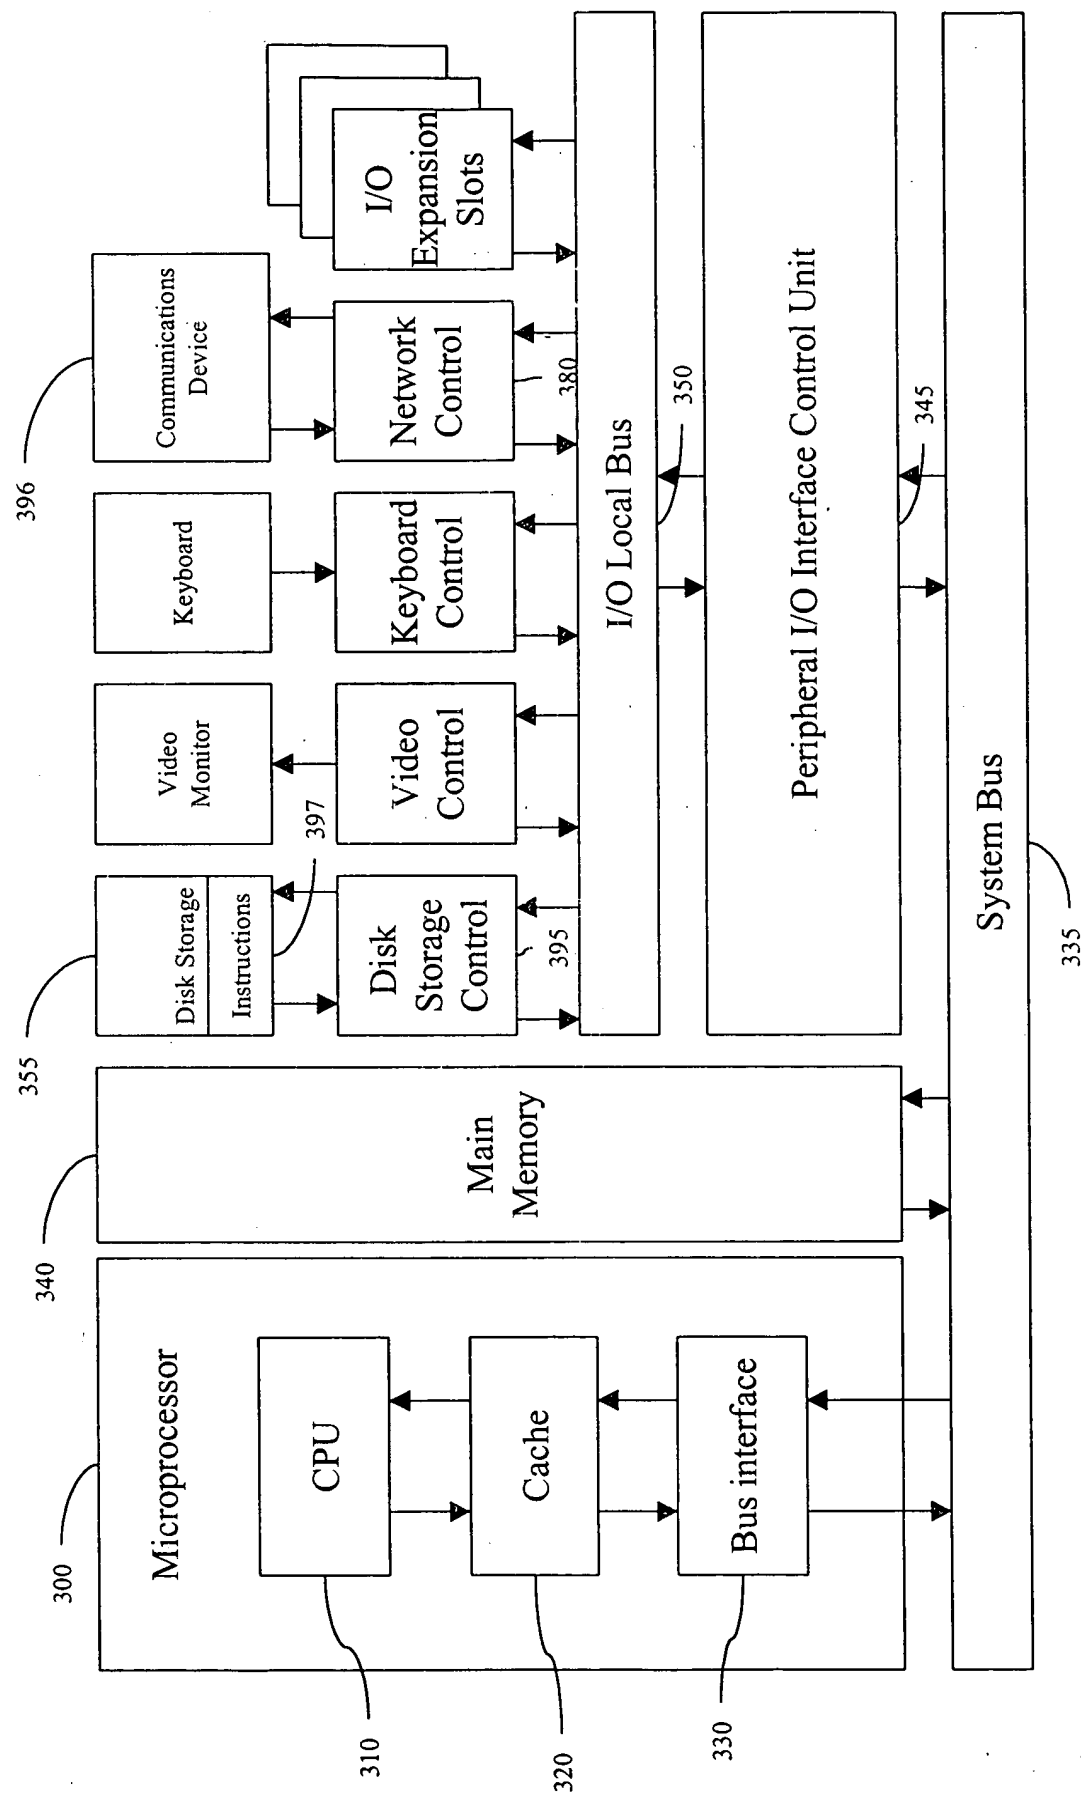 300
Microprocessor
CPU
310
Cache
320
Bus interface
330
340
Main
Memory
355
Disk Storage
Instructions
397
Disk
Storage
Control
395
Video
Monitor
Video
Control
Keyboard
Keyboard
Control
396
Communications
Device
Network
Control
380
I/O
Expansion
Slots
I/O Local Bus
350
Peripheral I/O Interface Control Unit
345
System Bus
335